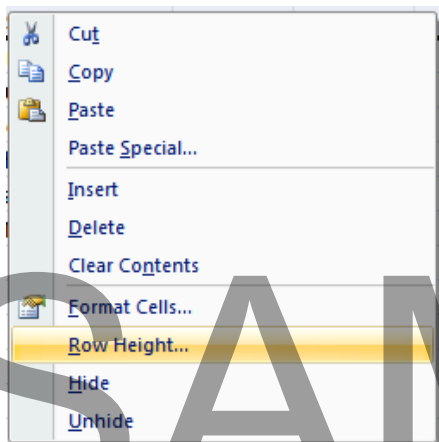 Cut
Copy
Paste
Paste Special...
Insert
Delete
Clear Contents
Format Cells...
Row Height...
Hide
Unhide
SAM